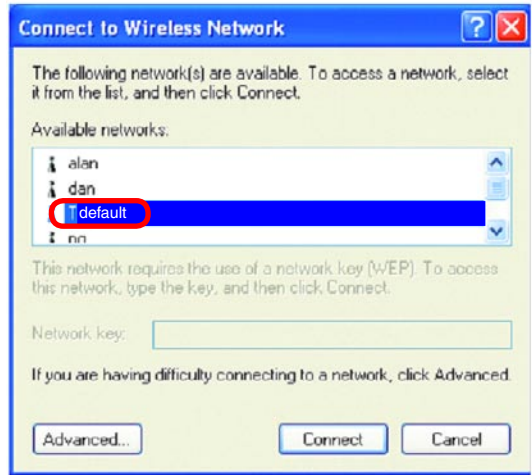 Connect to Wireless Network
The following network(s) are available. To access a network, select
it from the list, and then click Connect.
Available networks:
alan
dan
T default
This network requires the use of a network key (WEP). To access
this network, type the key, and then click Connect.
Network key:
If you are having difficulty connecting to a network, click Advanced.
Advanced...
Connect
Cancel